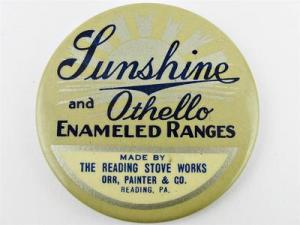 Sunshine
and Othello
ENAMELED RANGES
MADE BY
THE READING STOVE WORKS
ORR, PAINTER & CO.
READING, PA.